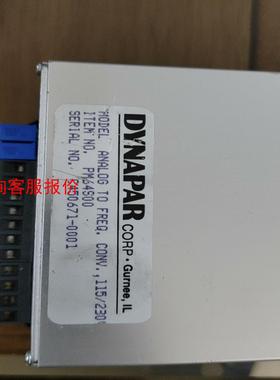 询客服报价
DYNAPAR
CORP • Gurnee, IL
MODEL ANALOG TO FREQ. CONV.,115/230
ITEM NO. PM64S00
SERIAL NO.